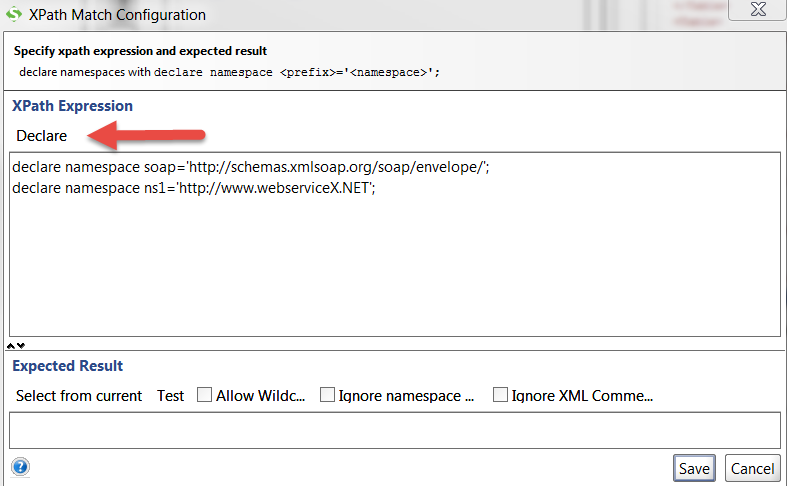 XPath Match Configuration
Specify xpath expression and expected result
declare namespaces with declare namespace <prefix>='<namespace>';
XPath Expression
Declare
declare namespace soap='http://schemas.xmlsoap.org/soap/envelope/';
declare namespace ns1='http://www.webserviceX.NET';
Expected Result
Select from current Test Allow Wildc... Ignore namespace ... Ignore XML Comme...
Save Cancel